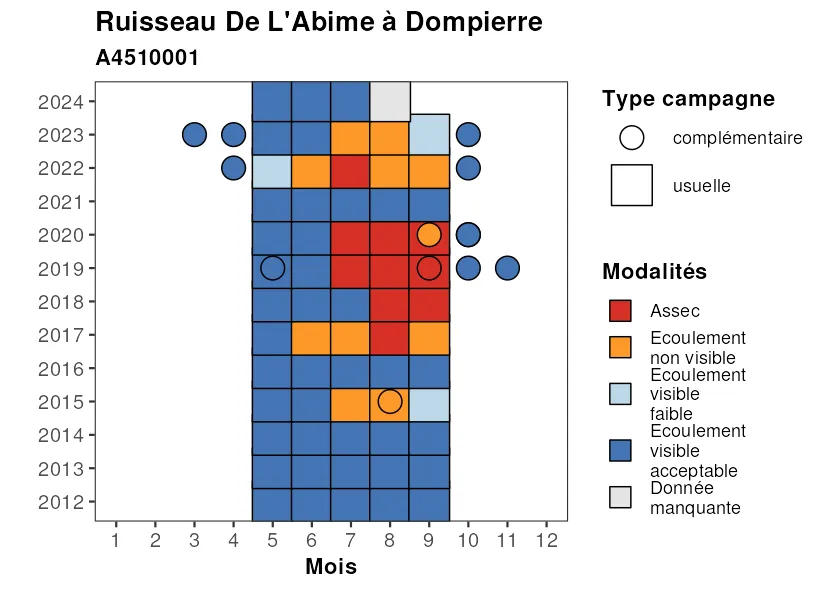 Ruisseau De L'Abime à Dompierre
A4510001
2024
2023
2022
2021
2020
2019
2018
2017
2016
2015
2014
2013
2012
1 2 3 4 5 6 7 8 9 10 11 12
Mois
Type campagne
complémentaire
usuelle
Modalités
Assec
Ecoulement
non visible
Ecoulement
visible
faible
Ecoulement
visible
acceptable
Donnée
manquante